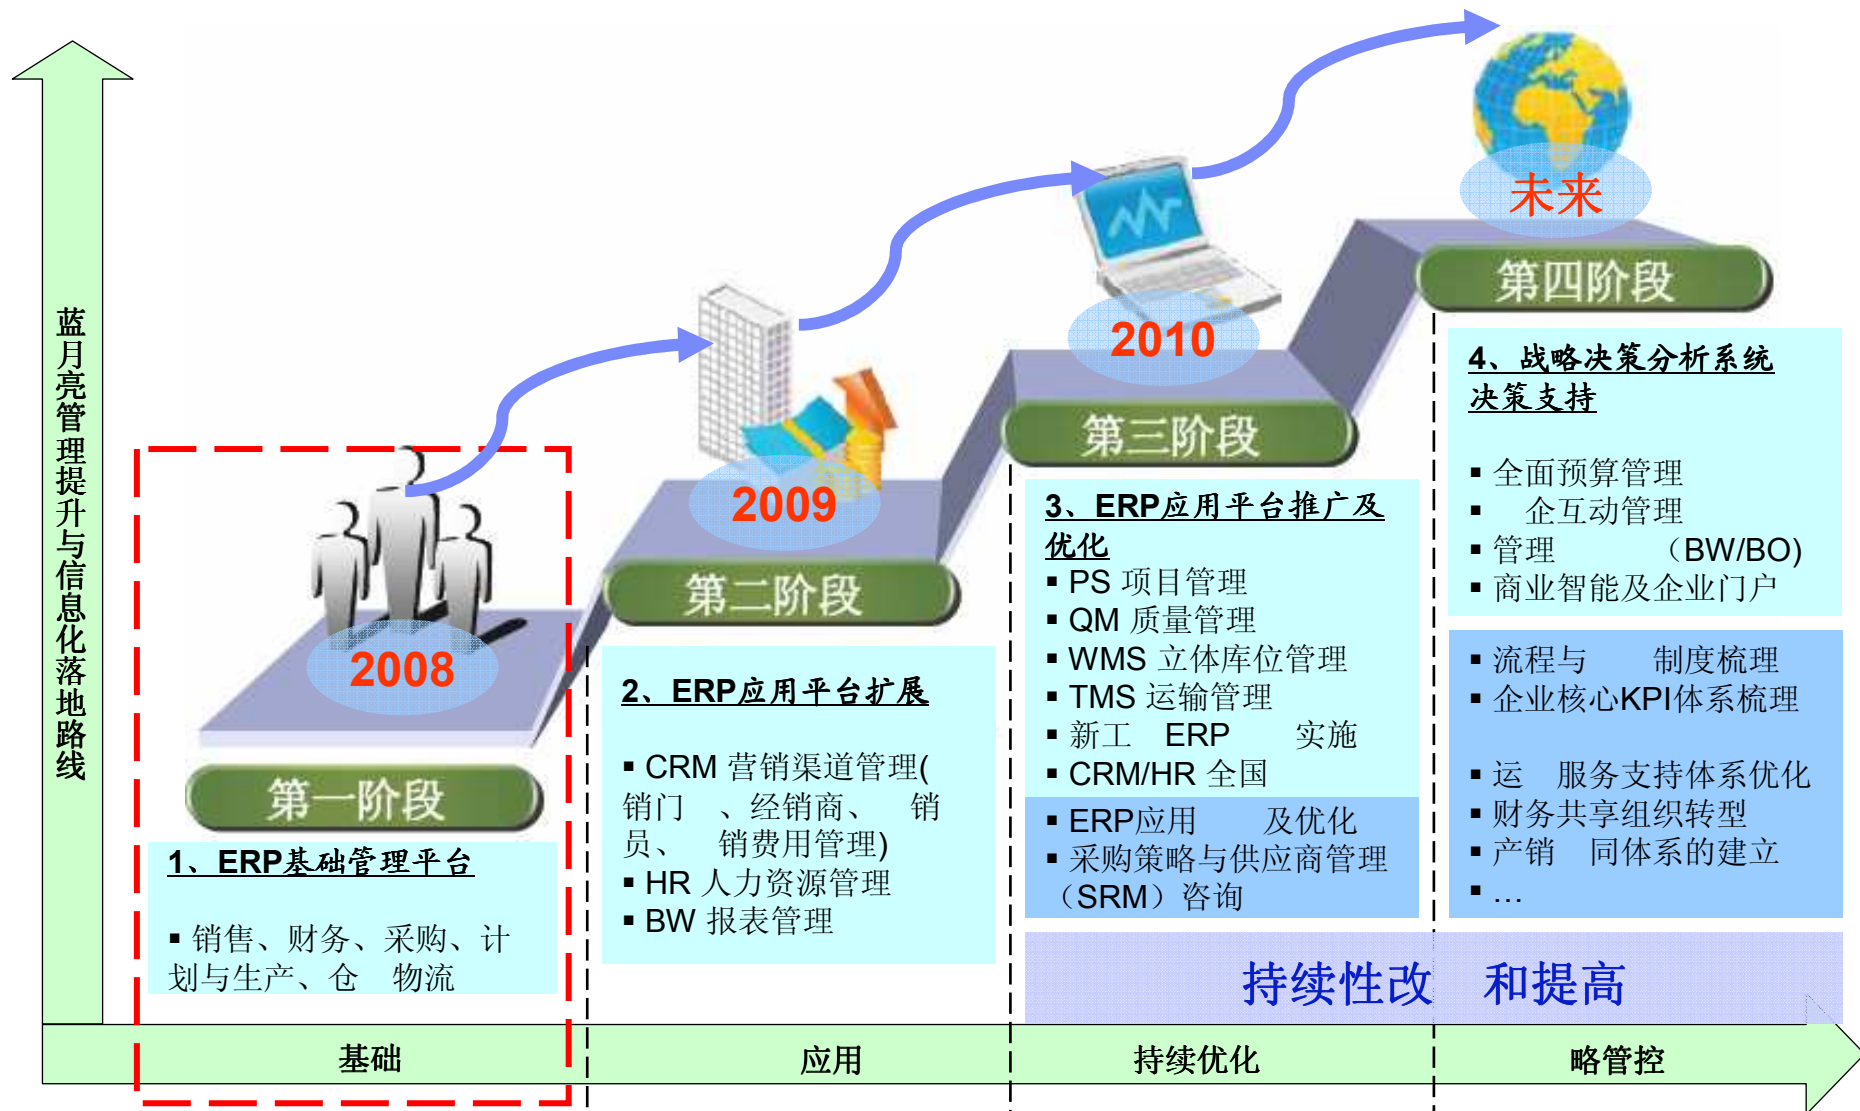 蓝月亮管理提升与信息化落地路线
2008
第一阶段
1、ERP基础管理平台
▪ 销售、财务、采购、计
划与生产、仓 物流
基础
2009
第二阶段
2、ERP应用平台扩展
▪ CRM 营销渠道管理(
销门 、经销商、 销
员、 销费用管理)
▪ HR 人力资源管理
▪ BW 报表管理
应用
2010
第三阶段
3、ERP应用平台推广及
优化
▪ PS 项目管理
▪ QM 质量管理
▪ WMS 立体库位管理
▪ TMS 运输管理
▪ 新工 ERP 实施
▪ CRM/HR 全国
▪ ERP应用 及优化
▪ 采购策略与供应商管理
（SRM）咨询
持续优化
未来
第四阶段
4、战略决策分析系统
决策支持
▪ 全面预算管理
▪ 企互动管理
▪ 管理 （BW/BO)
▪ 商业智能及企业门户
▪ 流程与 制度梳理
▪ 企业核心KPI体系梳理
▪ 运 服务支持体系优化
▪ 财务共享组织转型
▪ 产销 同体系的建立
▪ ...
持续性改 和提高
略管控